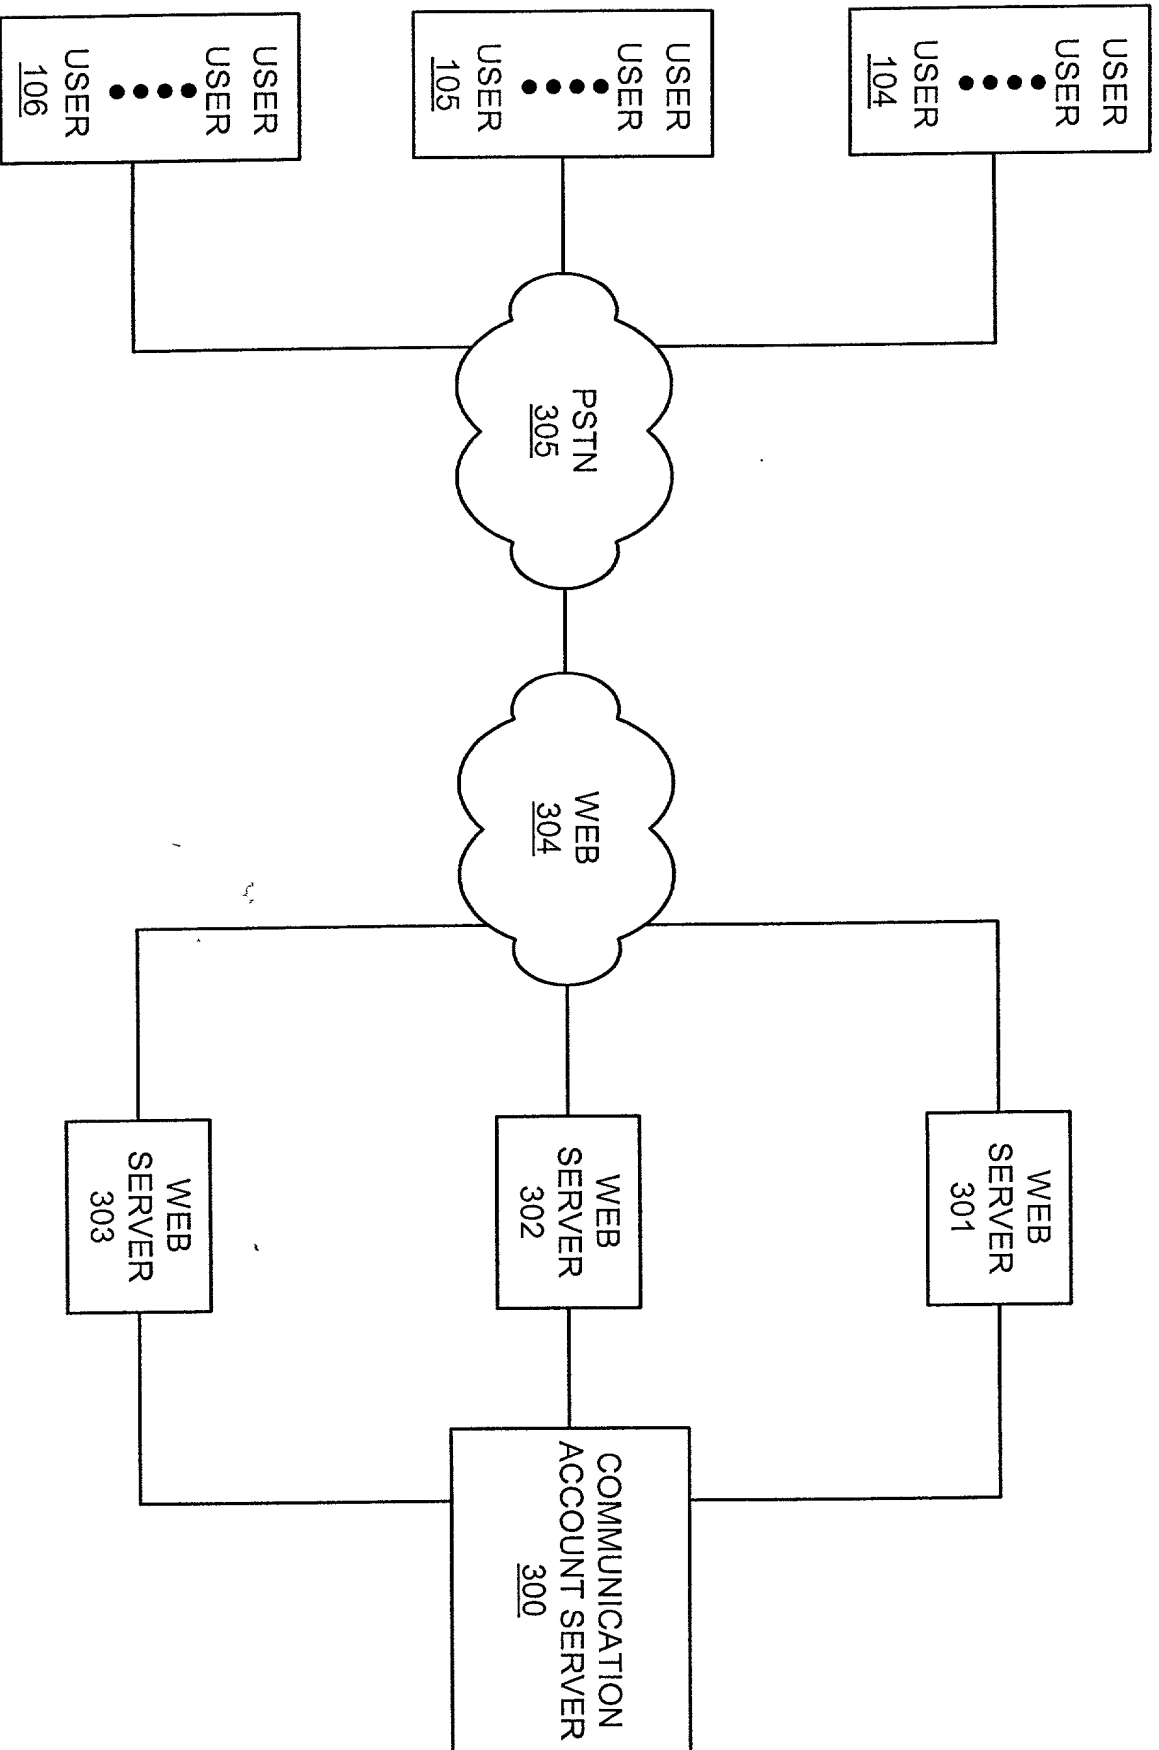 USER
USER
USER
104
USER
USER
USER
105
USER
USER
USER
106
PSTN
305
WEB
304
WEB
SERVER
301
WEB
SERVER
302
WEB
SERVER
303
COMMUNICATION
ACCOUNT SERVER
300